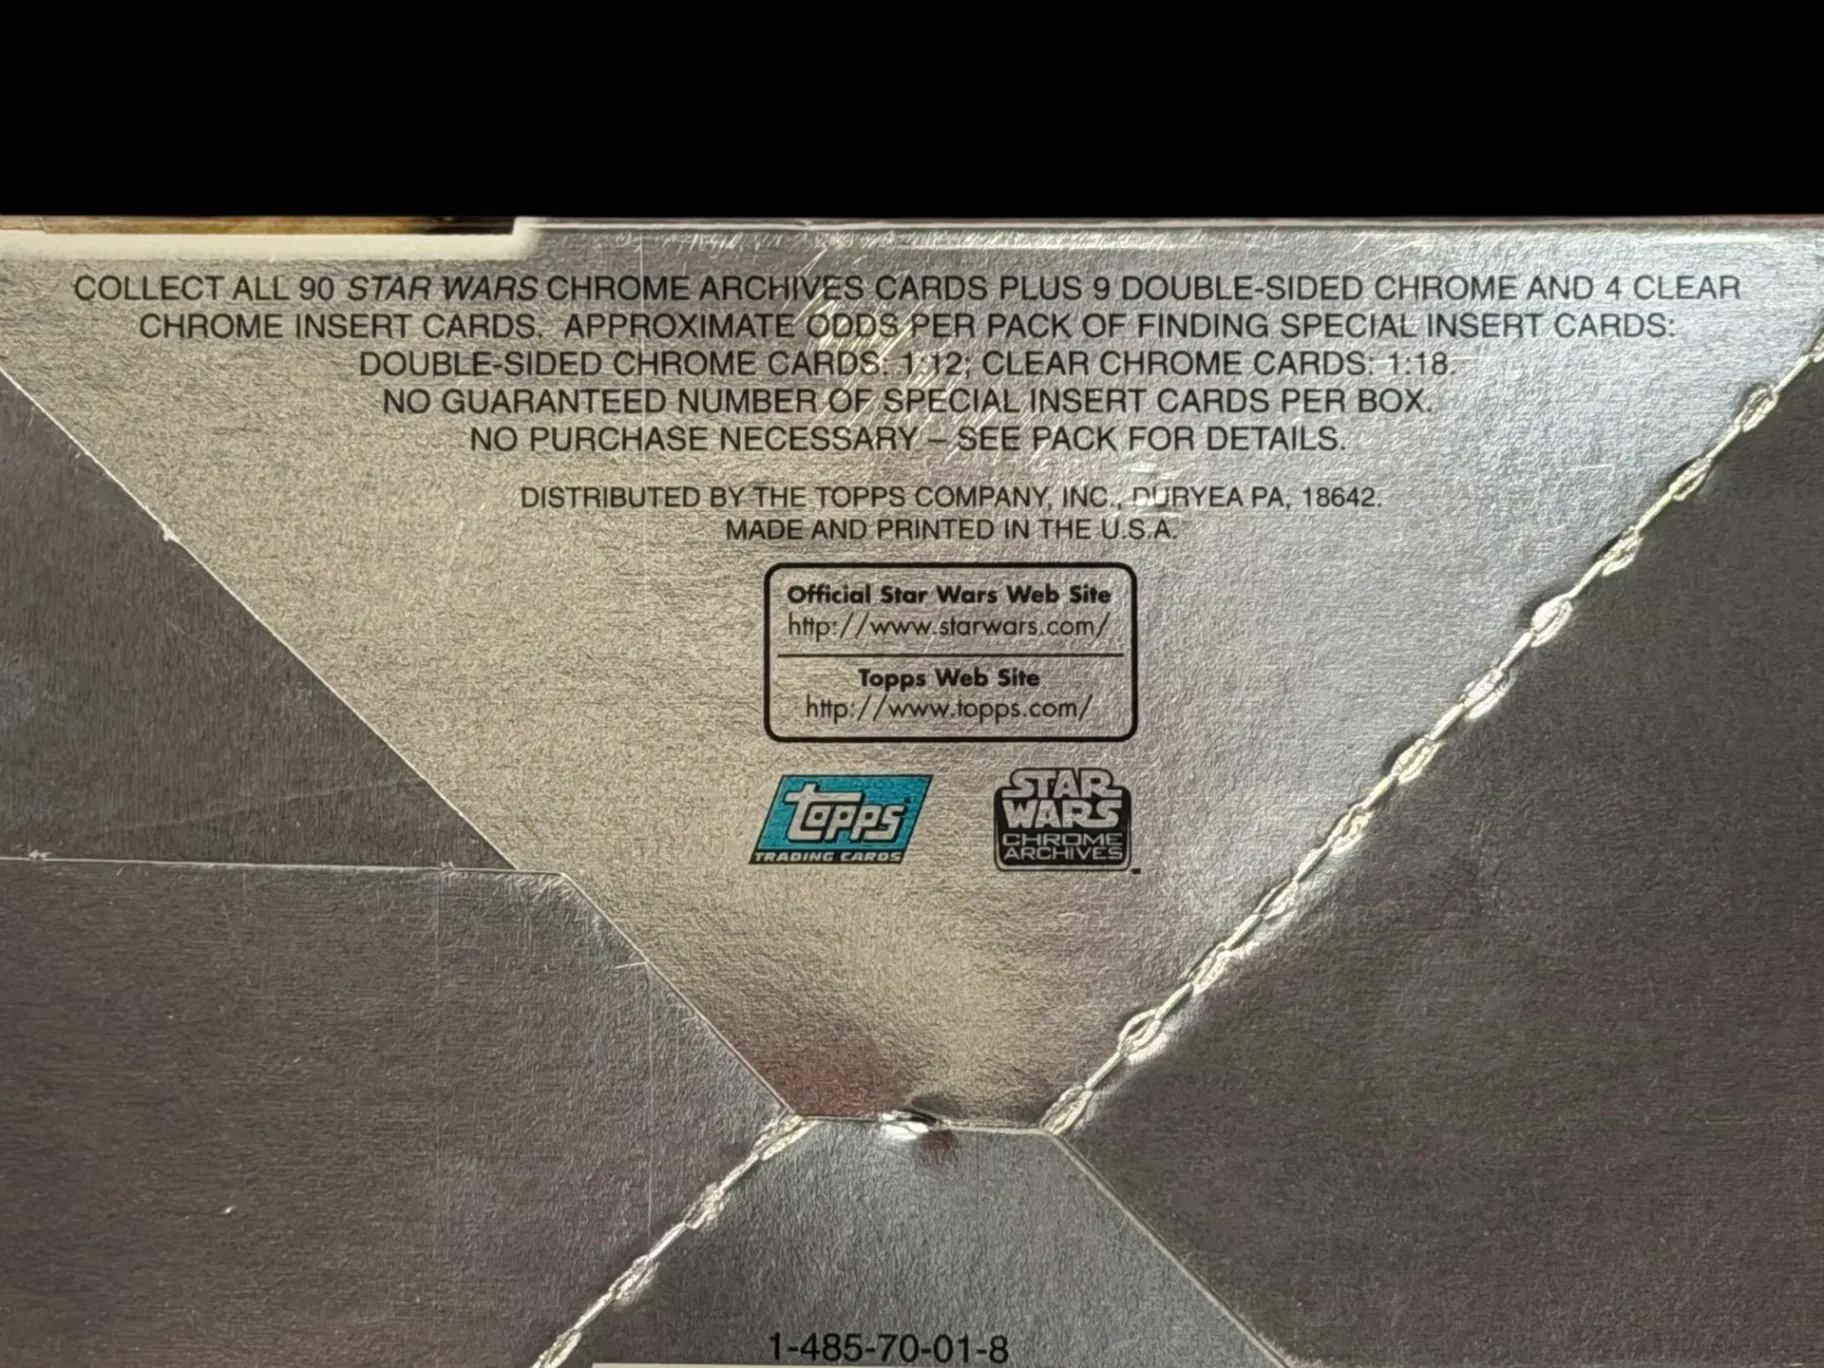 COLLECT ALL 90 STAR WARS CHROME ARCHIVES CARDS PLUS 9 DOUBLE-SIDED CHROME AND 4 CLEAR
CHROME INSERT CARDS. APPROXIMATE ODDS PER PACK OF FINDING SPECIAL INSERT CARDS:
DOUBLE-SIDED CHROME CARDS: 1:12; CLEAR CHROME CARDS: 1:18.
NO GUARANTEED NUMBER OF SPECIAL INSERT CARDS PER BOX.
NO PURCHASE NECESSARY – SEE PACK FOR DETAILS.
DISTRIBUTED BY THE TOPPS COMPANY, INC., DURYEA PA, 18642.
MADE AND PRINTED IN THE U.S.A.
Official Star Wars Web Site
http://www.starwars.com/
Topps Web Site
http://www.topps.com/
Topps
TRADING CARDS
STAR
WARS
CHROME
ARCHIVES
1-485-70-01-8